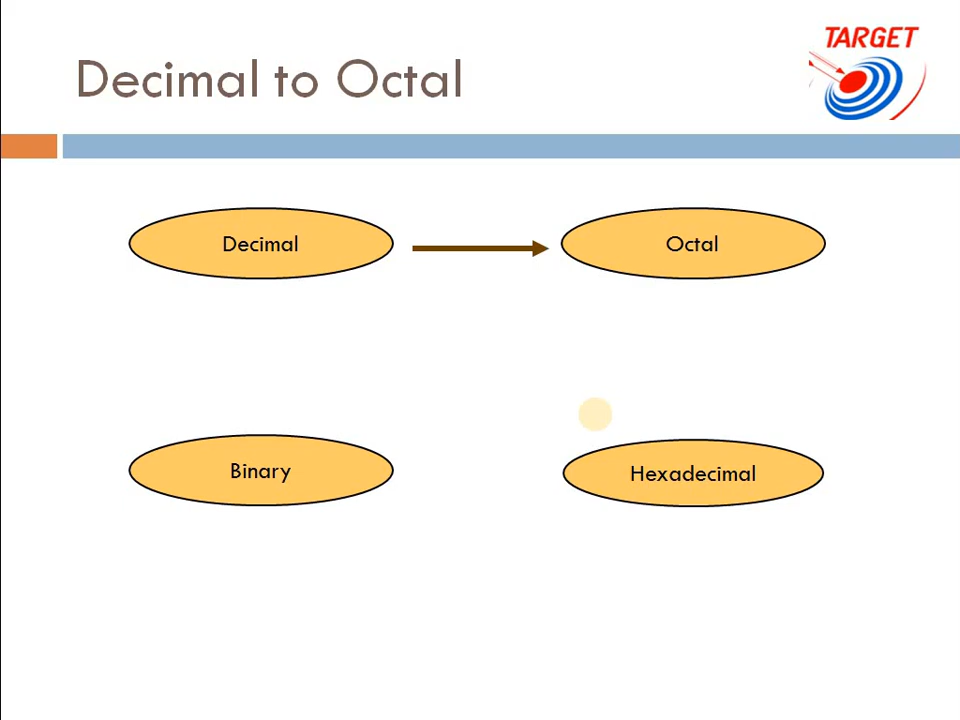 TARGET
Decimal to Octal
Decimal
Octal
Binary
Hexadecimal